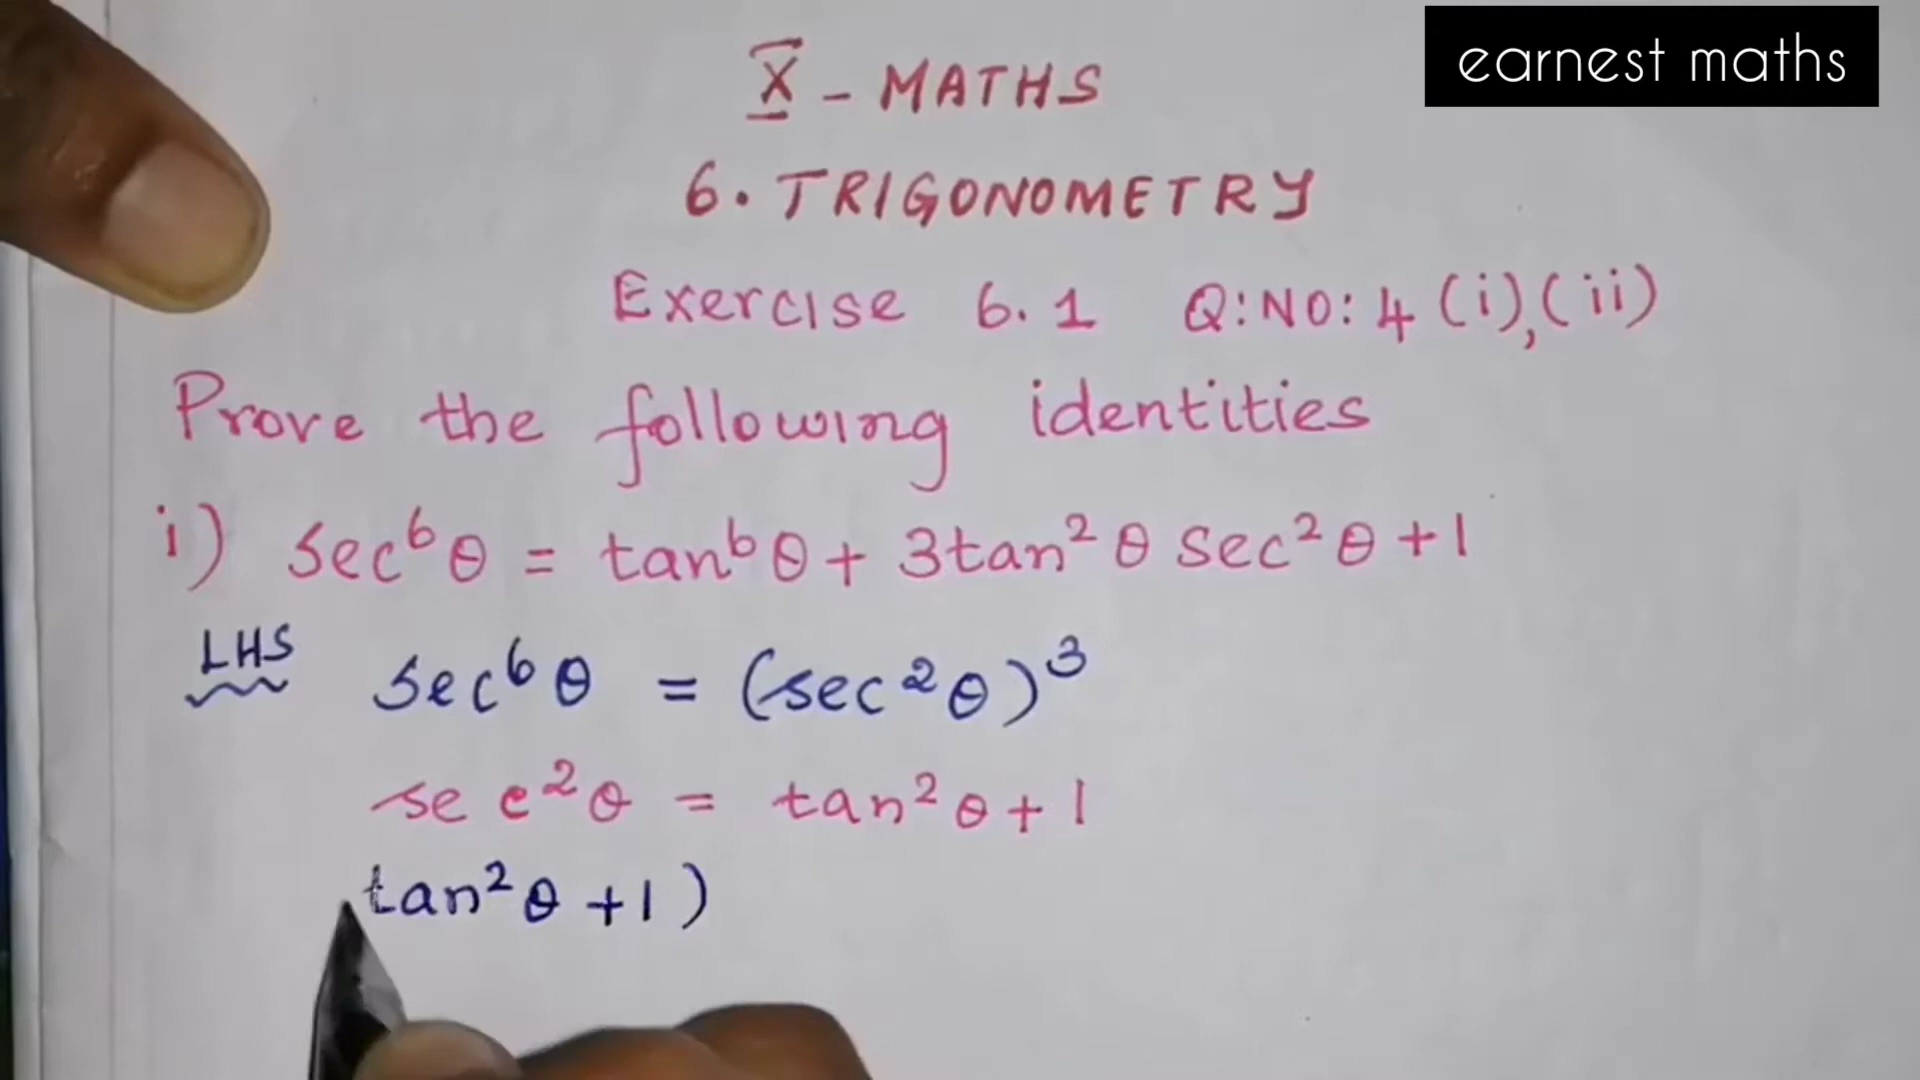 earnest maths
X - MATHS
6. TRIGONOMETRY
Exercise 6.1 Q:NO: 4 (i),(ii)
Prove the following identities
i) sec⁶θ = tan⁶θ + 3tan²θ sec²θ + 1
LHS sec⁶θ = (sec²θ)³
sec²θ = tan²θ + 1
tan²θ + 1)